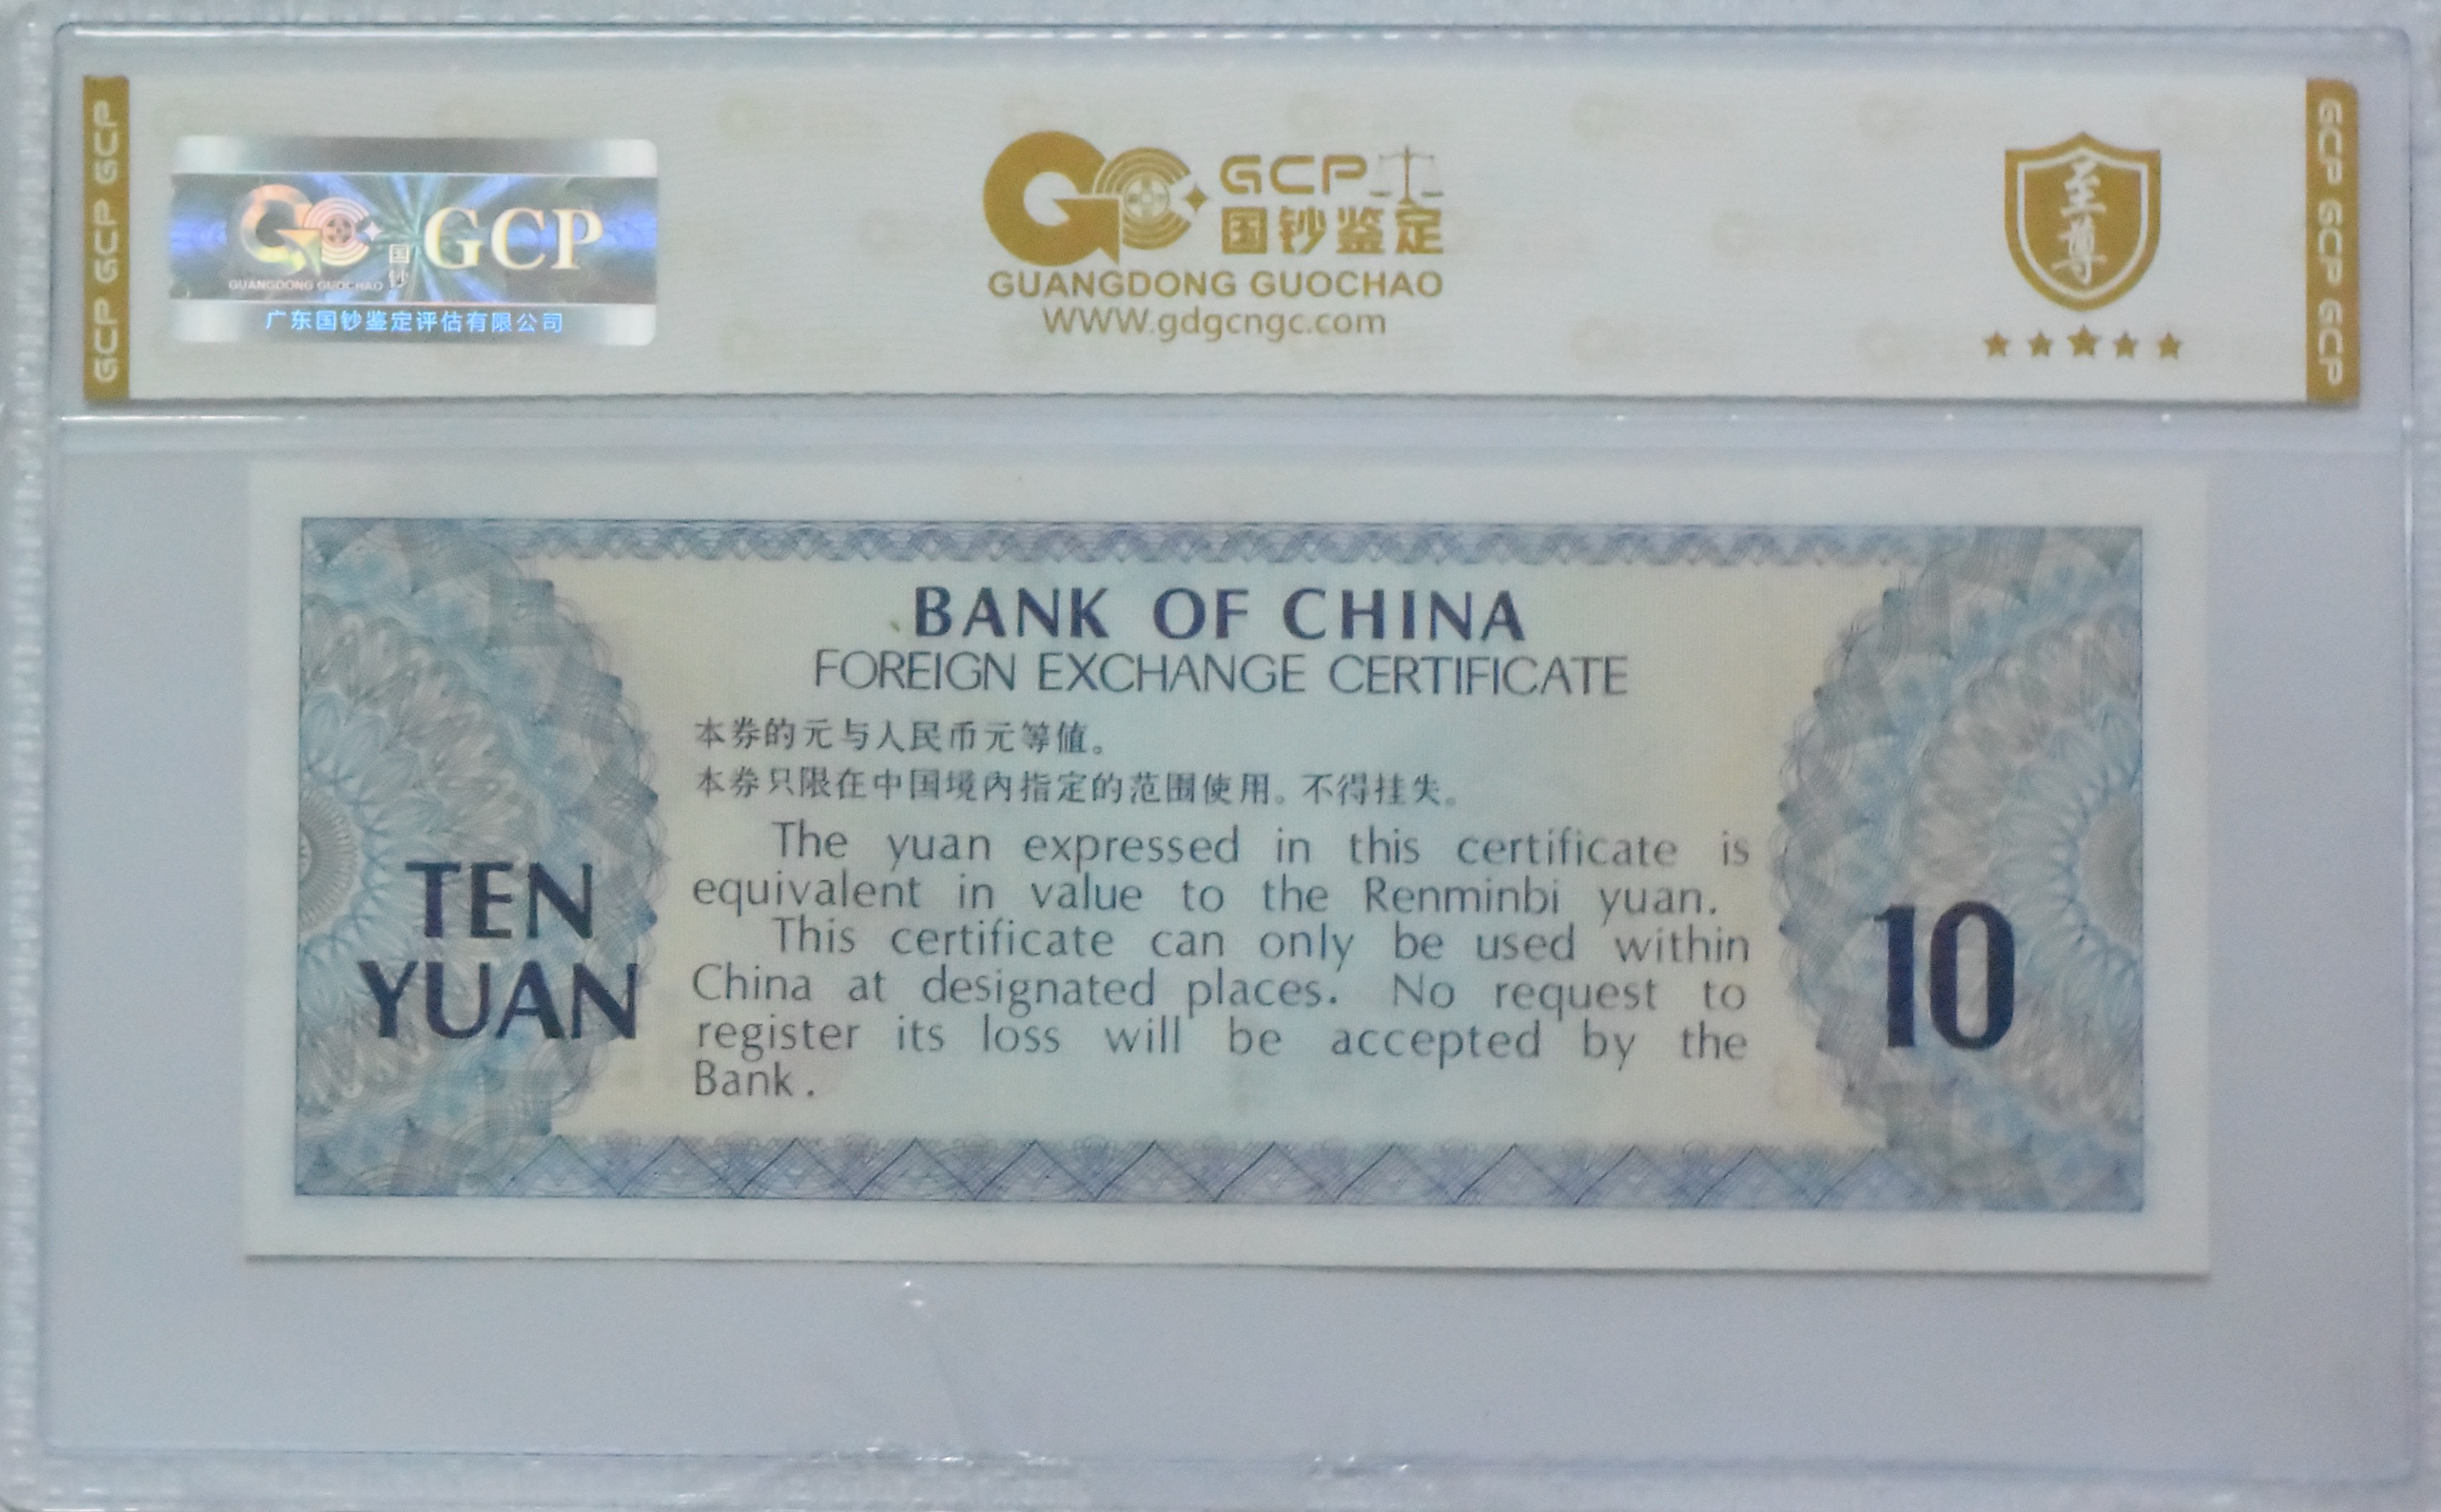 GCP GCP GCP
GCP
国钞
GUANGDONG GUOCHAO
广东国钞鉴定评估有限公司
GCP
国钞鉴定
GUANGDONG GUOCHAO
WWW.gdgcngc.com
至尊
GCP GCP GCP
BANK OF CHINA
FOREIGN EXCHANGE CERTIFICATE
本券的元与人民币元等值。
本券只限在中国境内指定的范围使用。不得挂失。
The yuan expressed in this certificate is
equivalent in value to the Renminbi yuan.
This certificate can only be used within
China at designated places. No request to
register its loss will be accepted by the
Bank.
TEN
YUAN
10